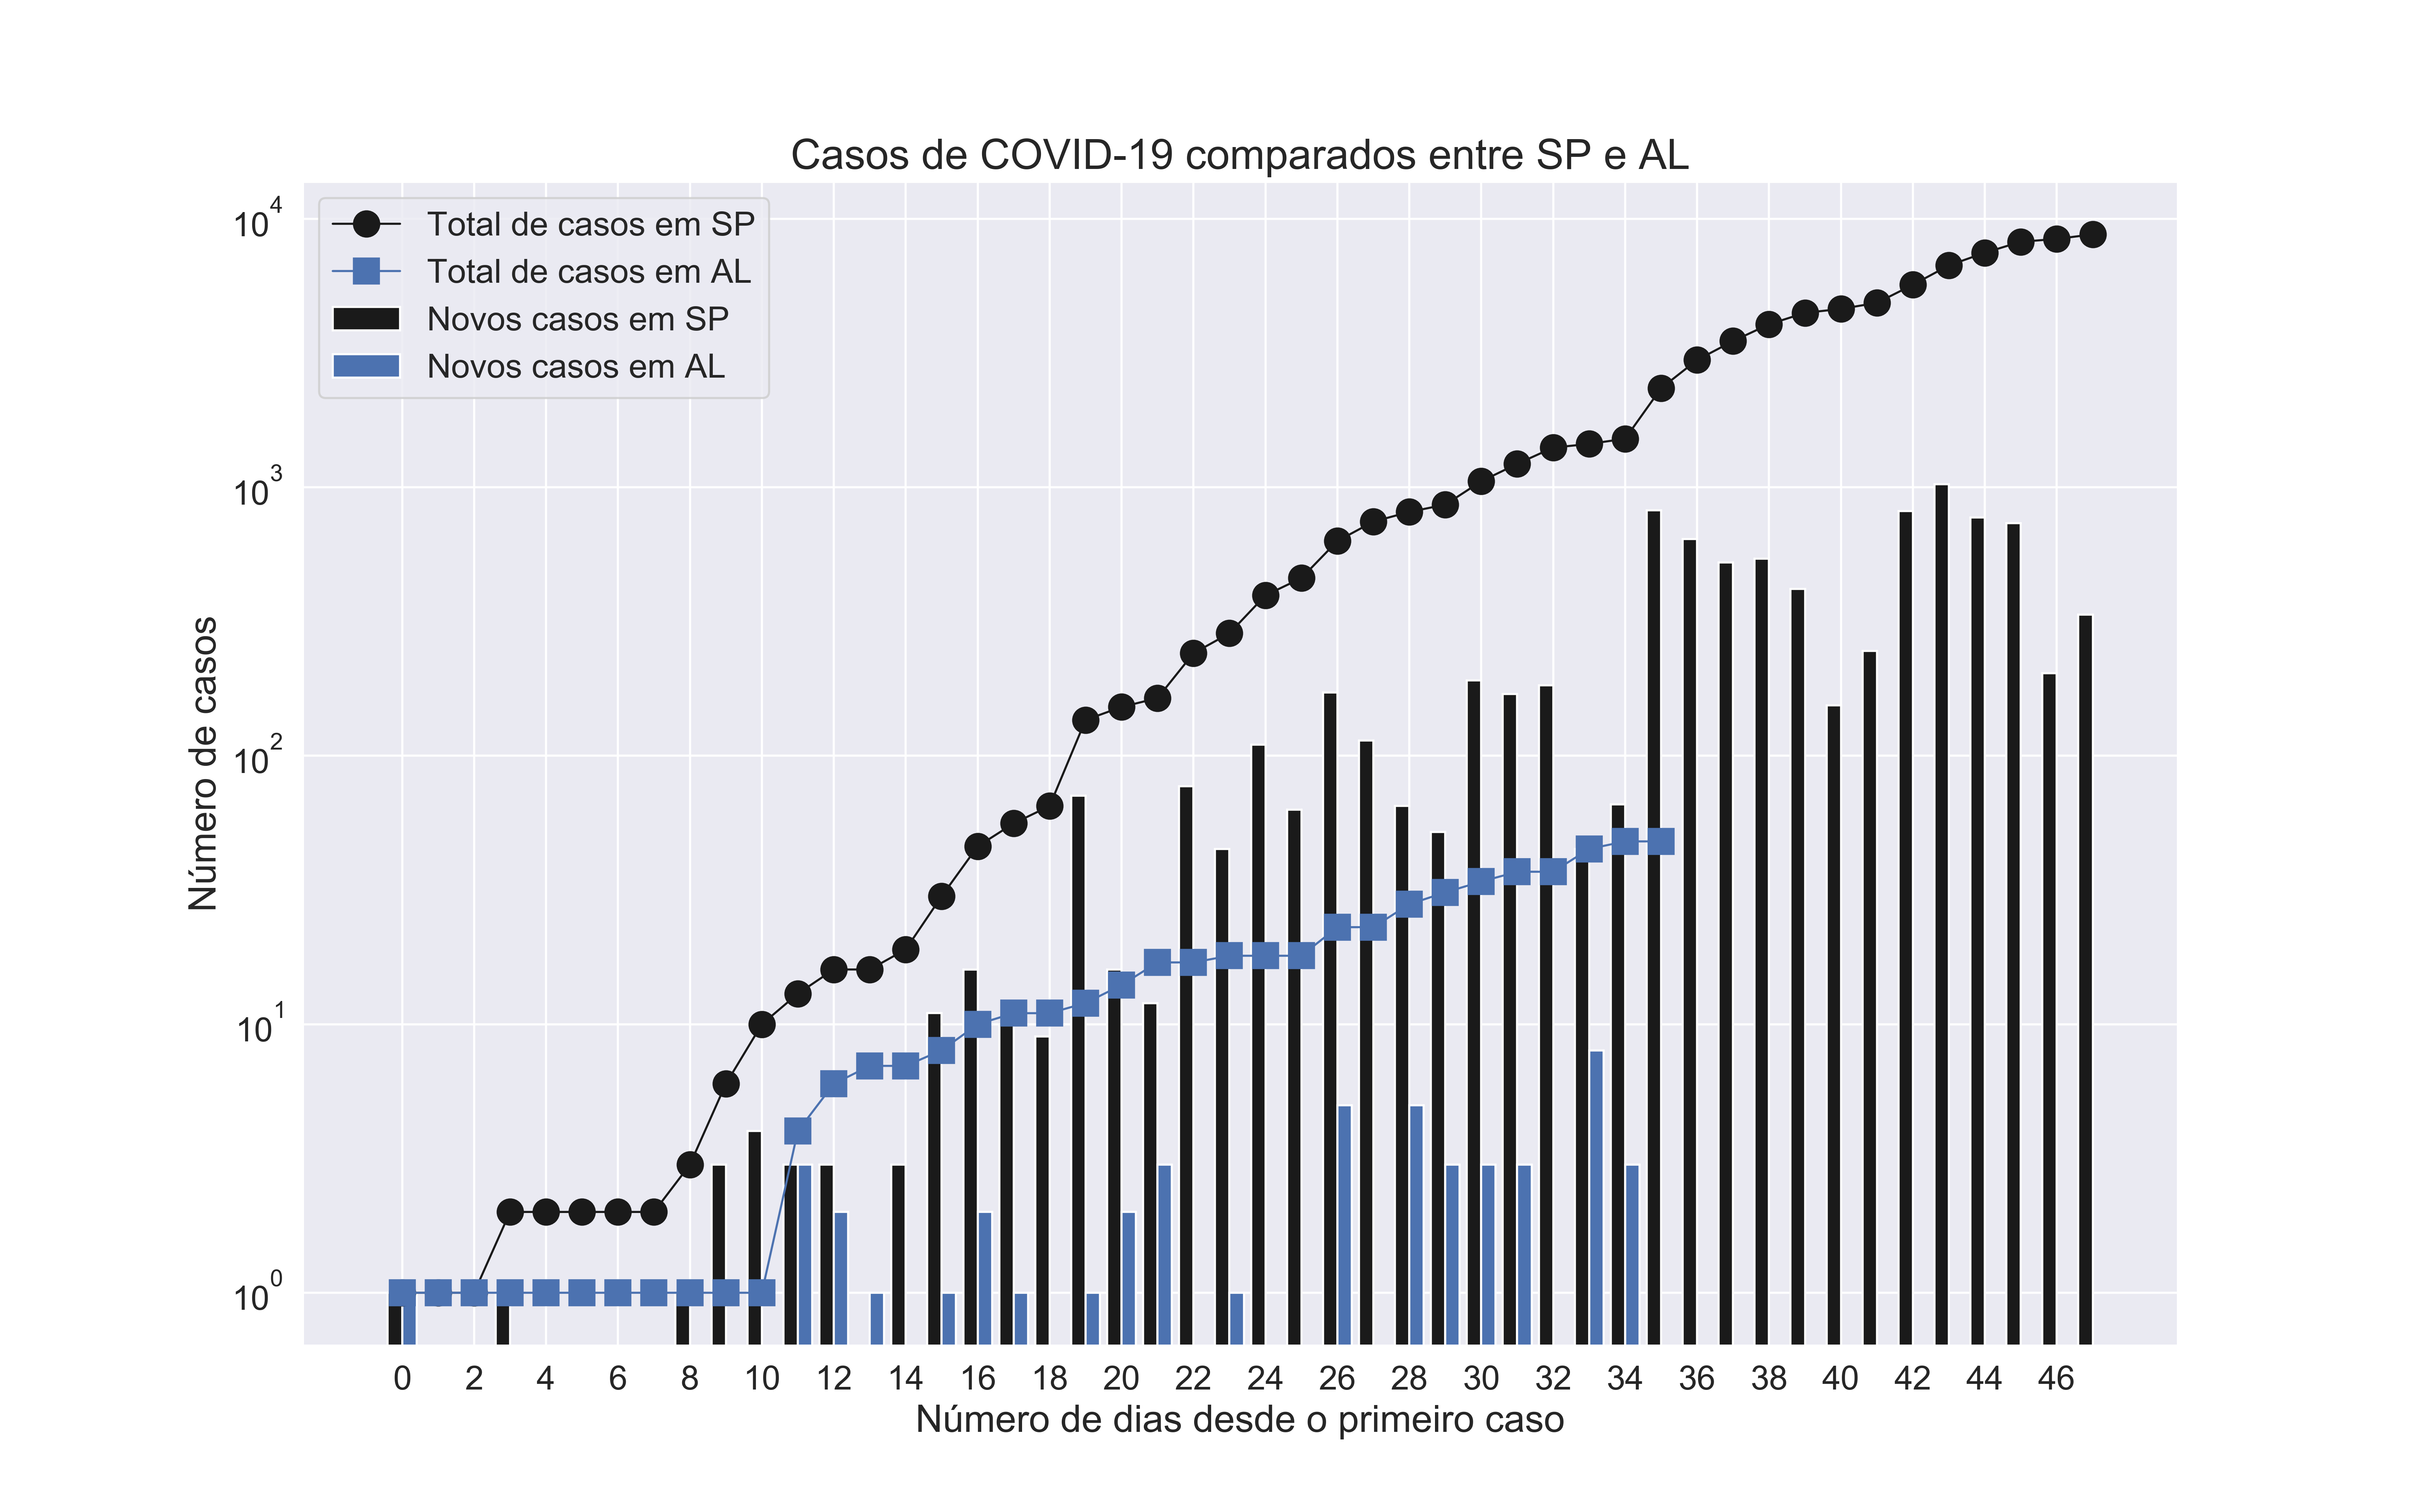 Casos de COVID-19 comparados entre SP e AL
Total de casos em SP
Total de casos em AL
Novos casos em SP
Novos casos em AL
Número de casos
10^4
10^3
10^2
10^1
10^0
0 2 4 6 8 10 12 14 16 18 20 22 24 26 28 30 32 34 36 38 40 42 44 46
Número de dias desde o primeiro caso